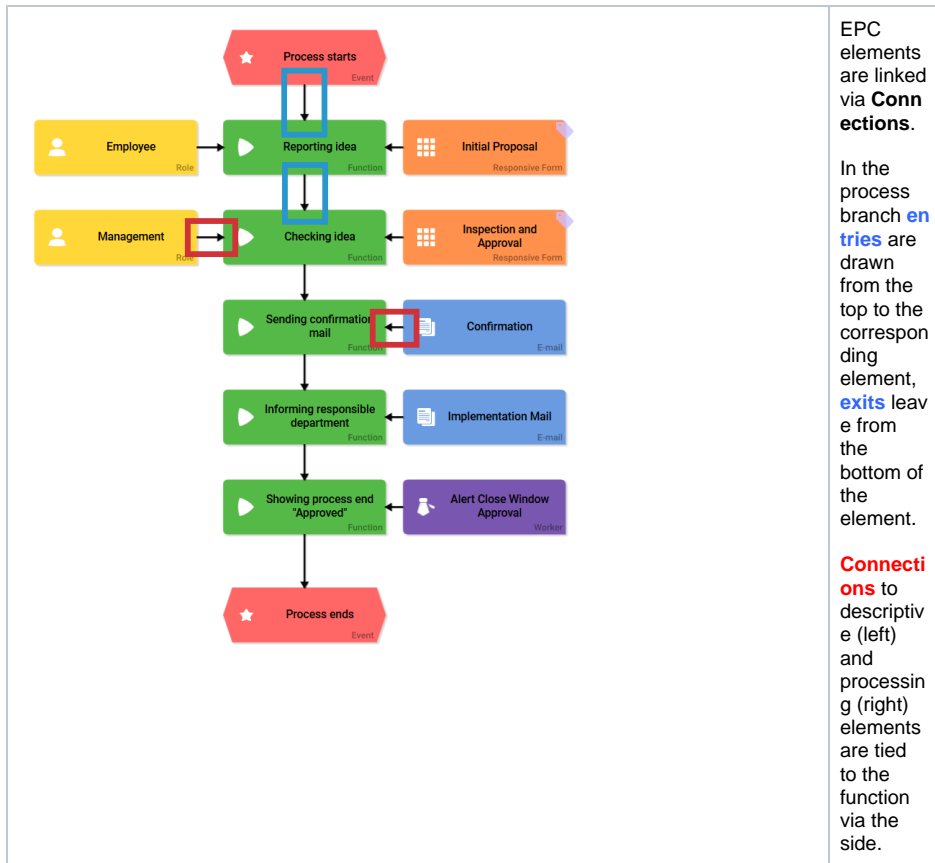 Process starts
Event
Employee
Role
Reporting idea
Function
Initial Proposal
Responsive Form
Management
Role
Checking idea
Function
Inspection and
Approval
Responsive Form
Sending confirmation
mail
Function
Confirmation
E-mail
Informing responsible
department
Function
Implementation Mail
E-mail
Showing process end
"Approved"
Function
Alert Close Window
Approval
Worker
Process ends
Event
EPC
elements
are linked
via Conn
ections.
In the
process
branch en
tries are
drawn
from the
top to the
correspon
ding
element,
exits leav
e from
the
bottom of
the
element.
Connecti
ons to
descriptiv
e (left)
and
processin
g (right)
elements
are tied
to the
function
via the
side.